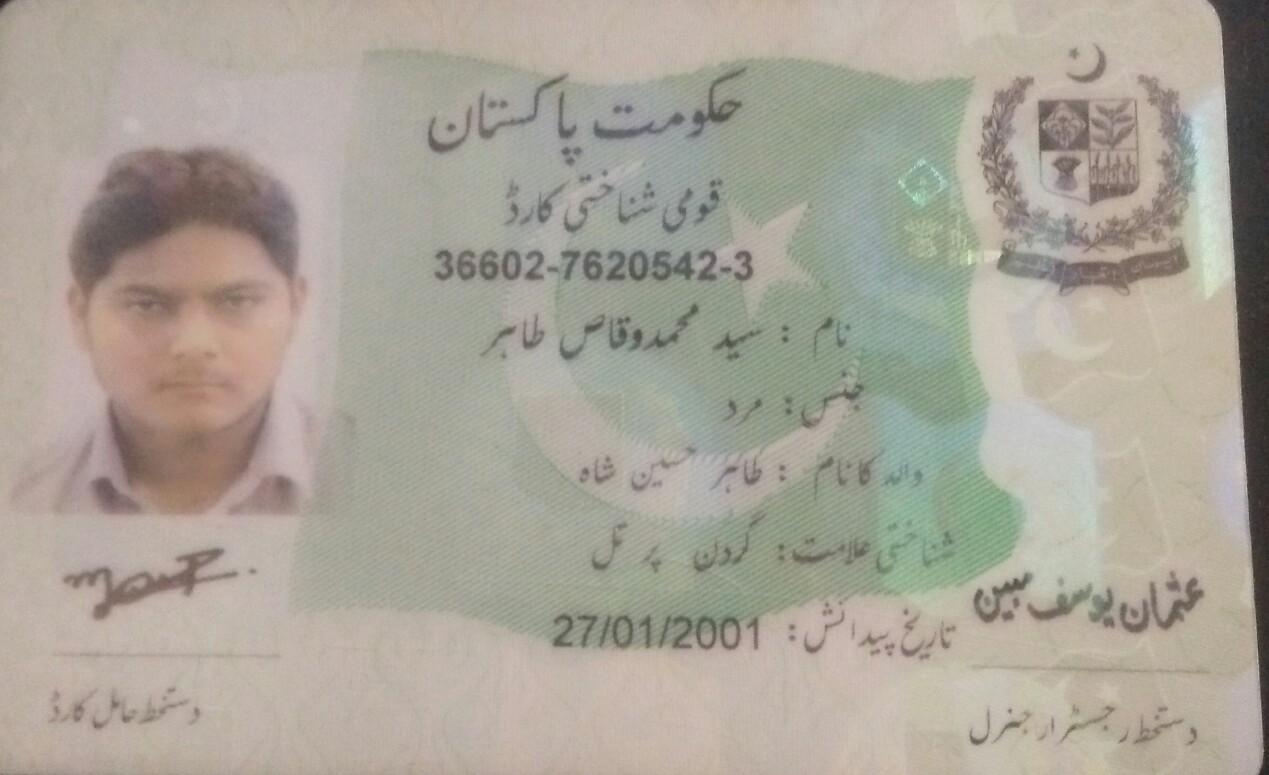 حکومت پاکستان
قومی شناختی کارڈ
36602-7620542-3
نام : سید محمد وقاص طاہر
جنس : مرد
والد کا نام : طاہر حسین شاہ
شناختی علامت : گردن پر تل
تاریخ پیدائش : 27/01/2001
عثمان یوسف مبین
دستخط حامل کارڈ
دستخط رجسٹرار جنرل